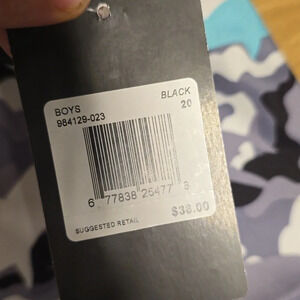 BOYS BLACK
984129-023 20
6 77838 25477 3
SUGGESTED RETAIL $38.00